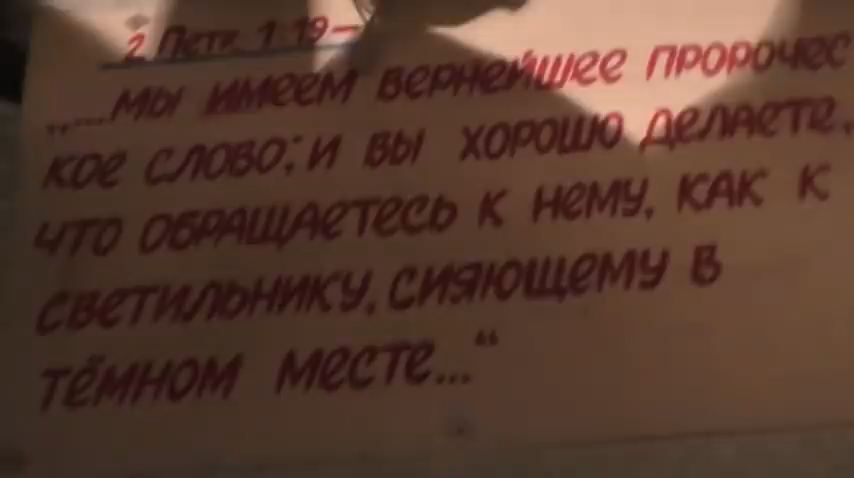 2 Петр. 1:19—
„...мы имеем вернейшее пророчес
кое слово; и вы хорошо делаете,
что обращаетесь к нему, как к
светильнику, сияющему в
тёмном месте..."